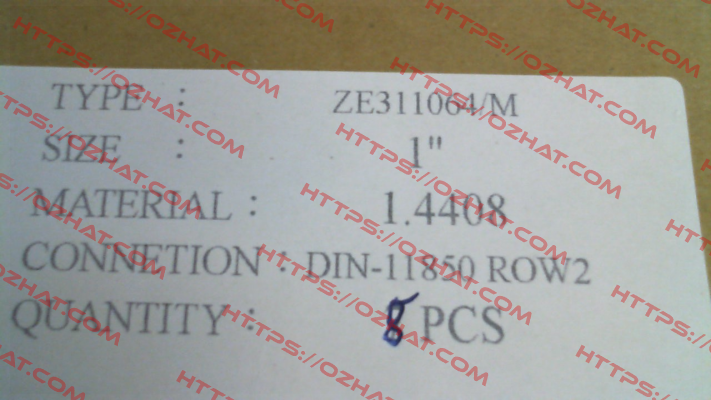 TYPE : ZE311064/M
SIZE : 1"
MATERIAL : 1.4408
CONNETION : DIN-11850 ROW2
QUANTITY : 8 PCS
HTTPS://OZHAT.COM